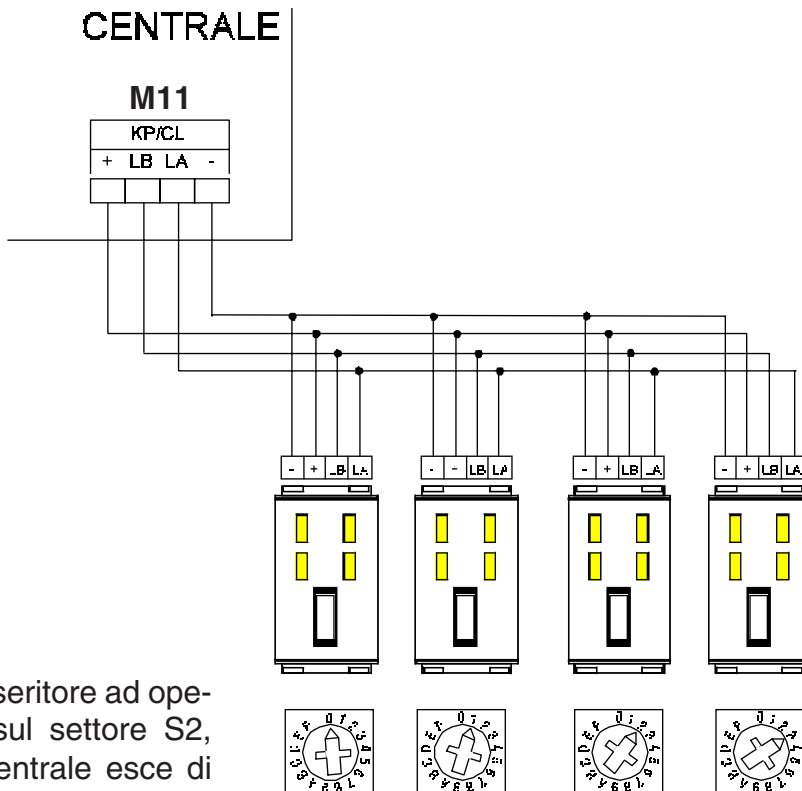 CENTRALE
M11
KP/CL
+ LB LA -
- + LB LA
- - LB LA
- + LB LA
- + LB LA
seritore ad ope-
sul settore S2,
entrale esce di